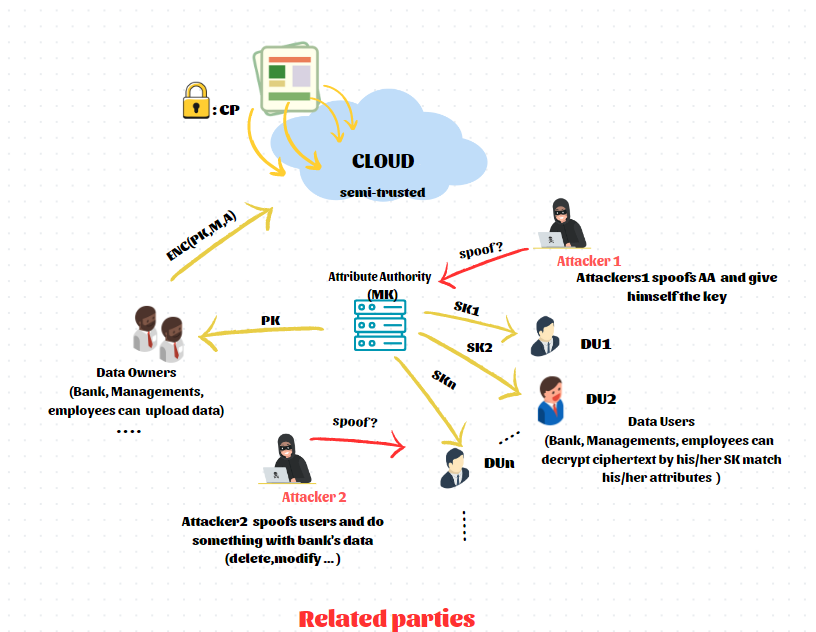 : CP
CLOUD
semi-trusted
ENC(PK,M,A)
spoof?
Attacker 1
Attackers1 spoofs AA and give
himself the key
Attribute Authority
(MK)
PK
SK1
DU1
SK2
DU2
SKn
DUn
Data Owners
(Bank, Managements,
employees can upload data)
....
Data Users
(Bank, Managements, employees can
decrypt ciphertext by his/her SK match
his/her attributes )
spoof?
Attacker 2
Attacker2 spoofs users and do
something with bank's data
(delete,modify ... )
Related parties